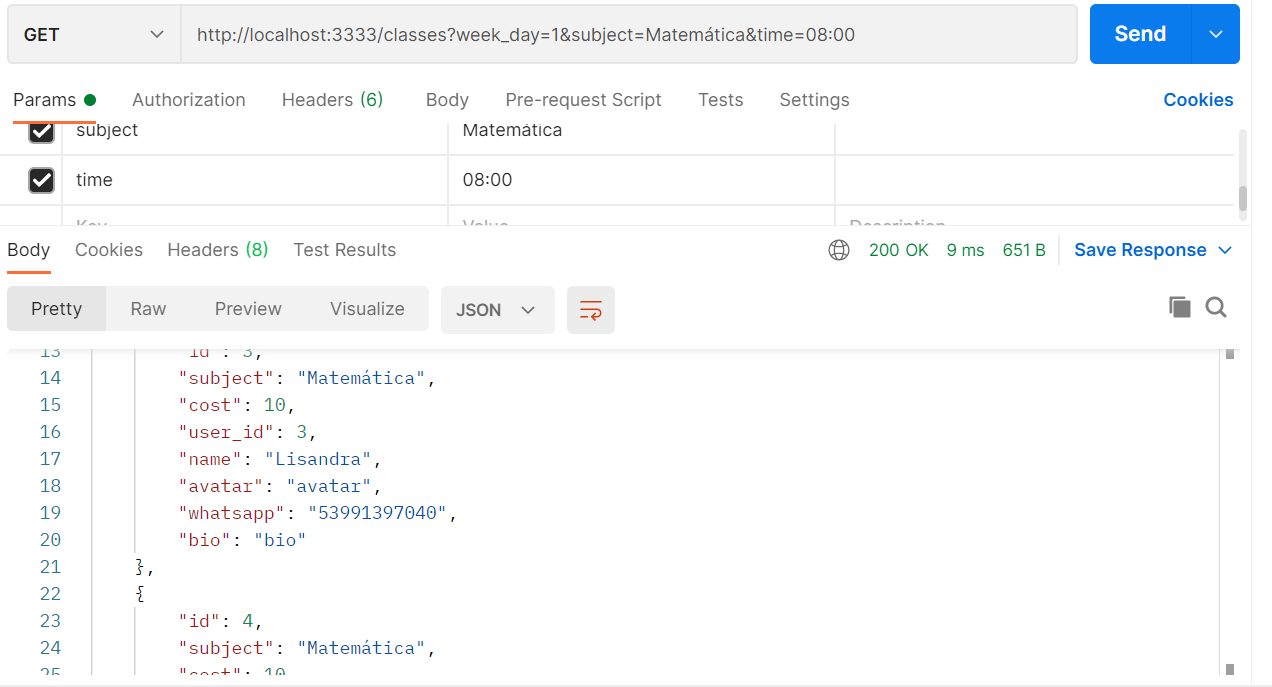 GET http://localhost:3333/classes?week_day=1&subject=Matemática&time=08:00 Send
Params Authorization Headers (6) Body Pre-request Script Tests Settings Cookies
subject Matemática
time 08:00
Key Value Description
Body Cookies Headers (8) Test Results 200 OK 9 ms 651 B Save Response
Pretty Raw Preview Visualize JSON
13 "id": 3,
14 "subject": "Matemática",
15 "cost": 10,
16 "user_id": 3,
17 "name": "Lisandra",
18 "avatar": "avatar",
19 "whatsapp": "53991397040",
20 "bio": "bio"
21 },
22 {
23 "id": 4,
24 "subject": "Matemática",
25 "cost": 10